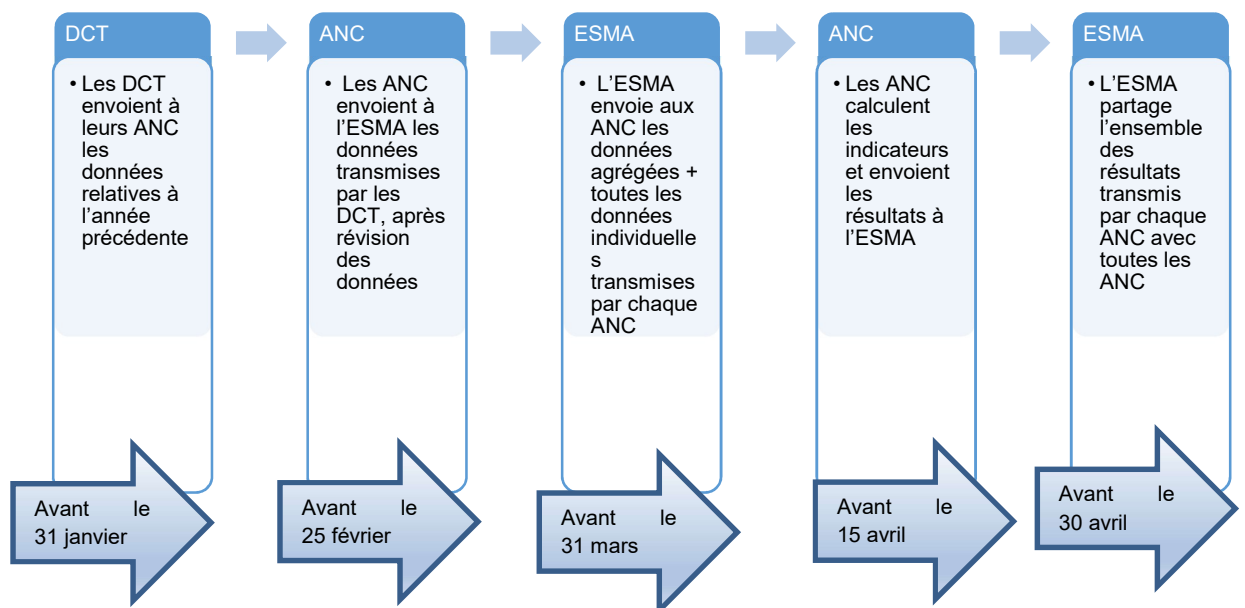 DCT
• Les DCT
envoient à
leurs ANC
les
données
relatives à
l'année
précédente
Avant le
31 janvier
ANC
• Les ANC
envoient à
l'ESMA les
données
transmises
par les
DCT, après
révision
des
données
Avant le
25 février
ESMA
• L'ESMA
envoie aux
ANC les
données
agrégées +
toutes les
données
individuelle
s
transmises
par chaque
ANC
Avant le
31 mars
ANC
• Les ANC
calculent
les
indicateurs
et envoient
les
résultats à
l'ESMA
Avant le
15 avril
ESMA
• L'ESMA
partage
l'ensemble
des
résultats
transmis
par chaque
ANC avec
toutes les
ANC
Avant le
30 avril